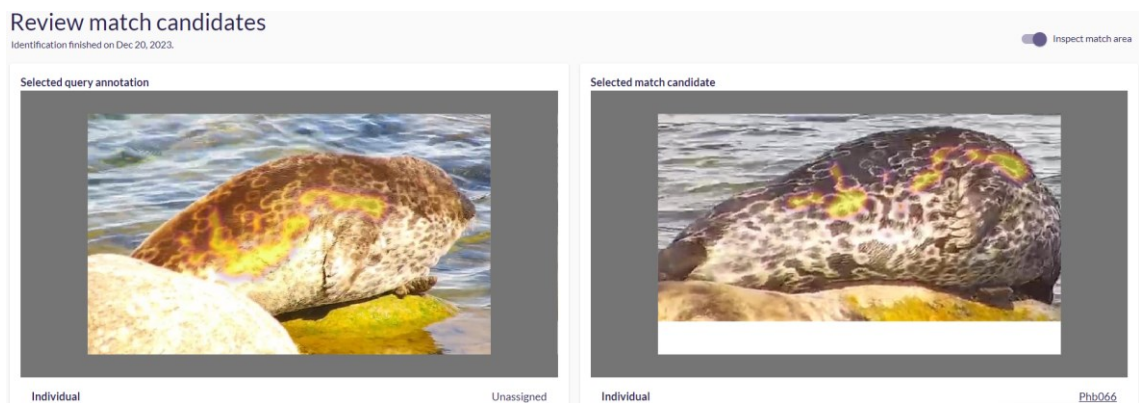 Review match candidates
Identification finished on Dec 20, 2023.
Inspect match area
Selected query annotation
Selected match candidate
Individual Unassigned
Individual Phb066